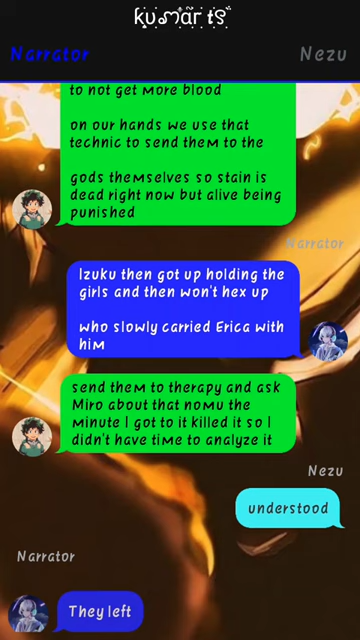 kumar ts
Narrator Nezu
to not get more blood
on our hands we use that
technic to send them to the
gods themselves so stain is
dead right now but alive being
punished
Narrator
Izuku then got up holding the
girls and then won't hex up
who slowly carried Erica with
him
send them to therapy and ask
Miro about that nomu the
minute I got to it killed it so I
didn't have time to analyze it
Nezu
understood
Narrator
They left